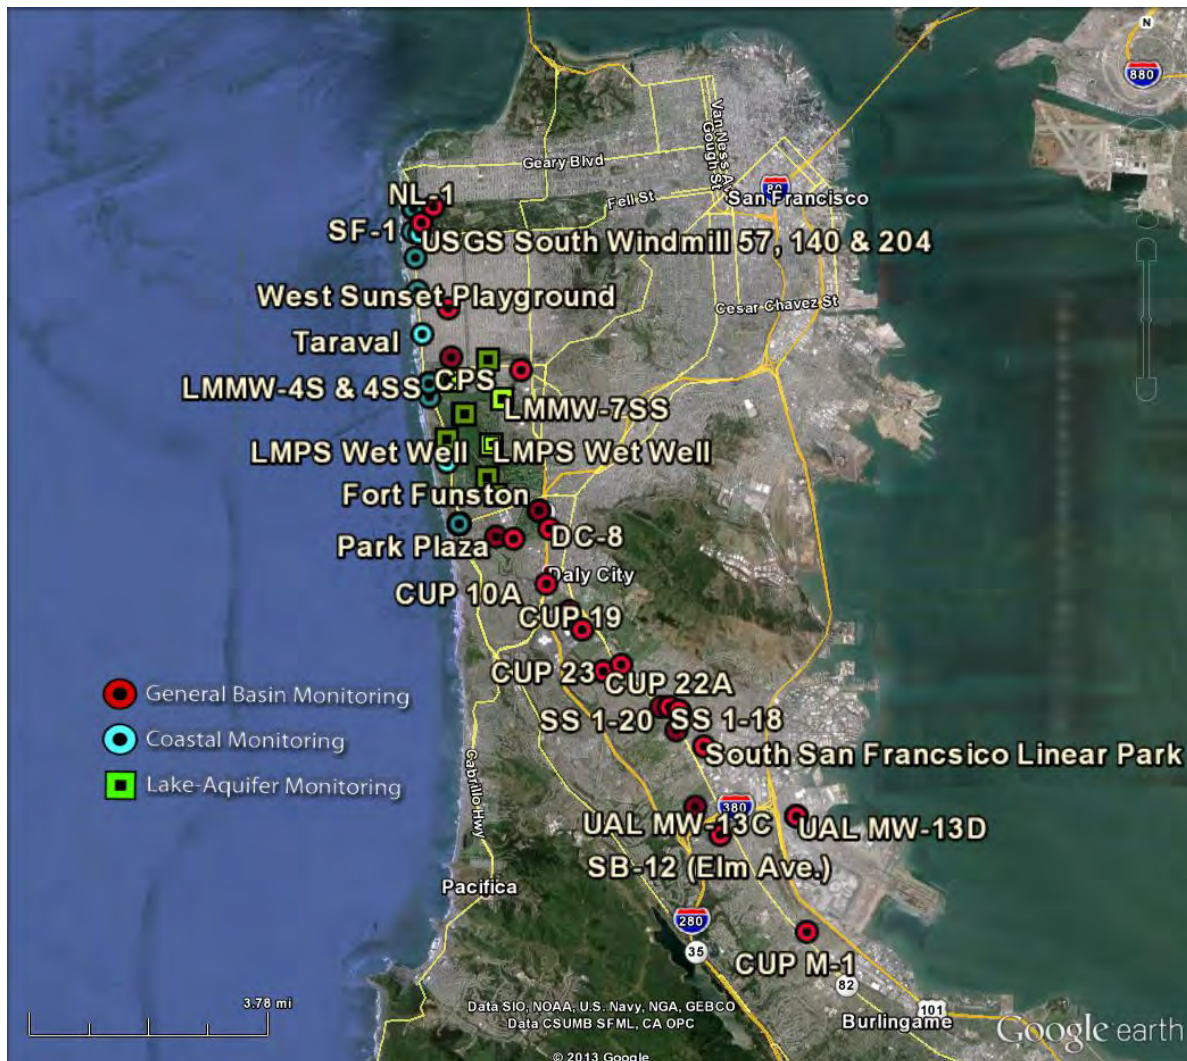 N
880
Van Ness Av
Gough St
Geary Blvd
80
NL-1
Fell St
San Francisco
SF-1
USGS South Windmill 57, 140 & 204
West Sunset Playground
Cesar Chavez St
Taraval
LMMW-4S & 4SS
CPS
LMMW-7SS
LMPS Wet Well
LMPS Wet Well
Fort Funston
Park Plaza
DC-8
Daly City
CUP 10A
CUP 19
CUP 23
CUP 22A
General Basin Monitoring
SS 1-20
SS 1-18
Coastal Monitoring
South San Francsico Linear Park
Lake-Aquifer Monitoring
Cabrillo Hwy
380
UAL MW-13C
UAL MW-13D
SB-12 (Elm Ave.)
Pacifica
280
35
CUP M-1
82
3.78 mi
Data SIO, NOAA, U.S. Navy, NGA, GEBCO
Data CSUMB SFML, CA OPC
101
Burlingame
Google earth
© 2013 Google